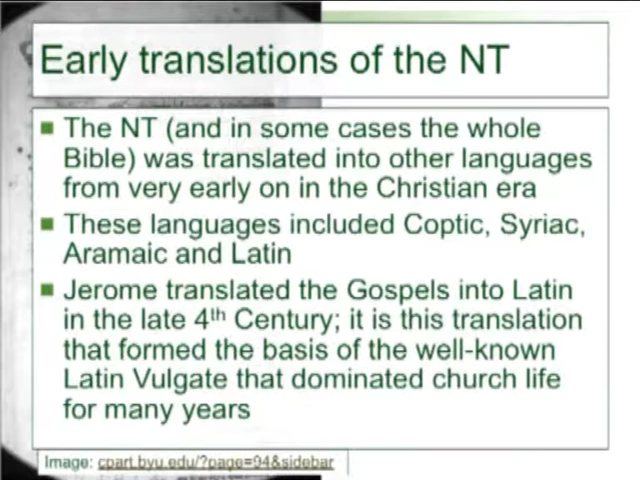 Early translations of the NT
The NT (and in some cases the whole
Bible) was translated into other languages
from very early on in the Christian era
These languages included Coptic, Syriac,
Aramaic and Latin
Jerome translated the Gospels into Latin
in the late 4th Century; it is this translation
that formed the basis of the well-known
Latin Vulgate that dominated church life
for many years
Image: cpart.byu.edu/?page=94&sidebar